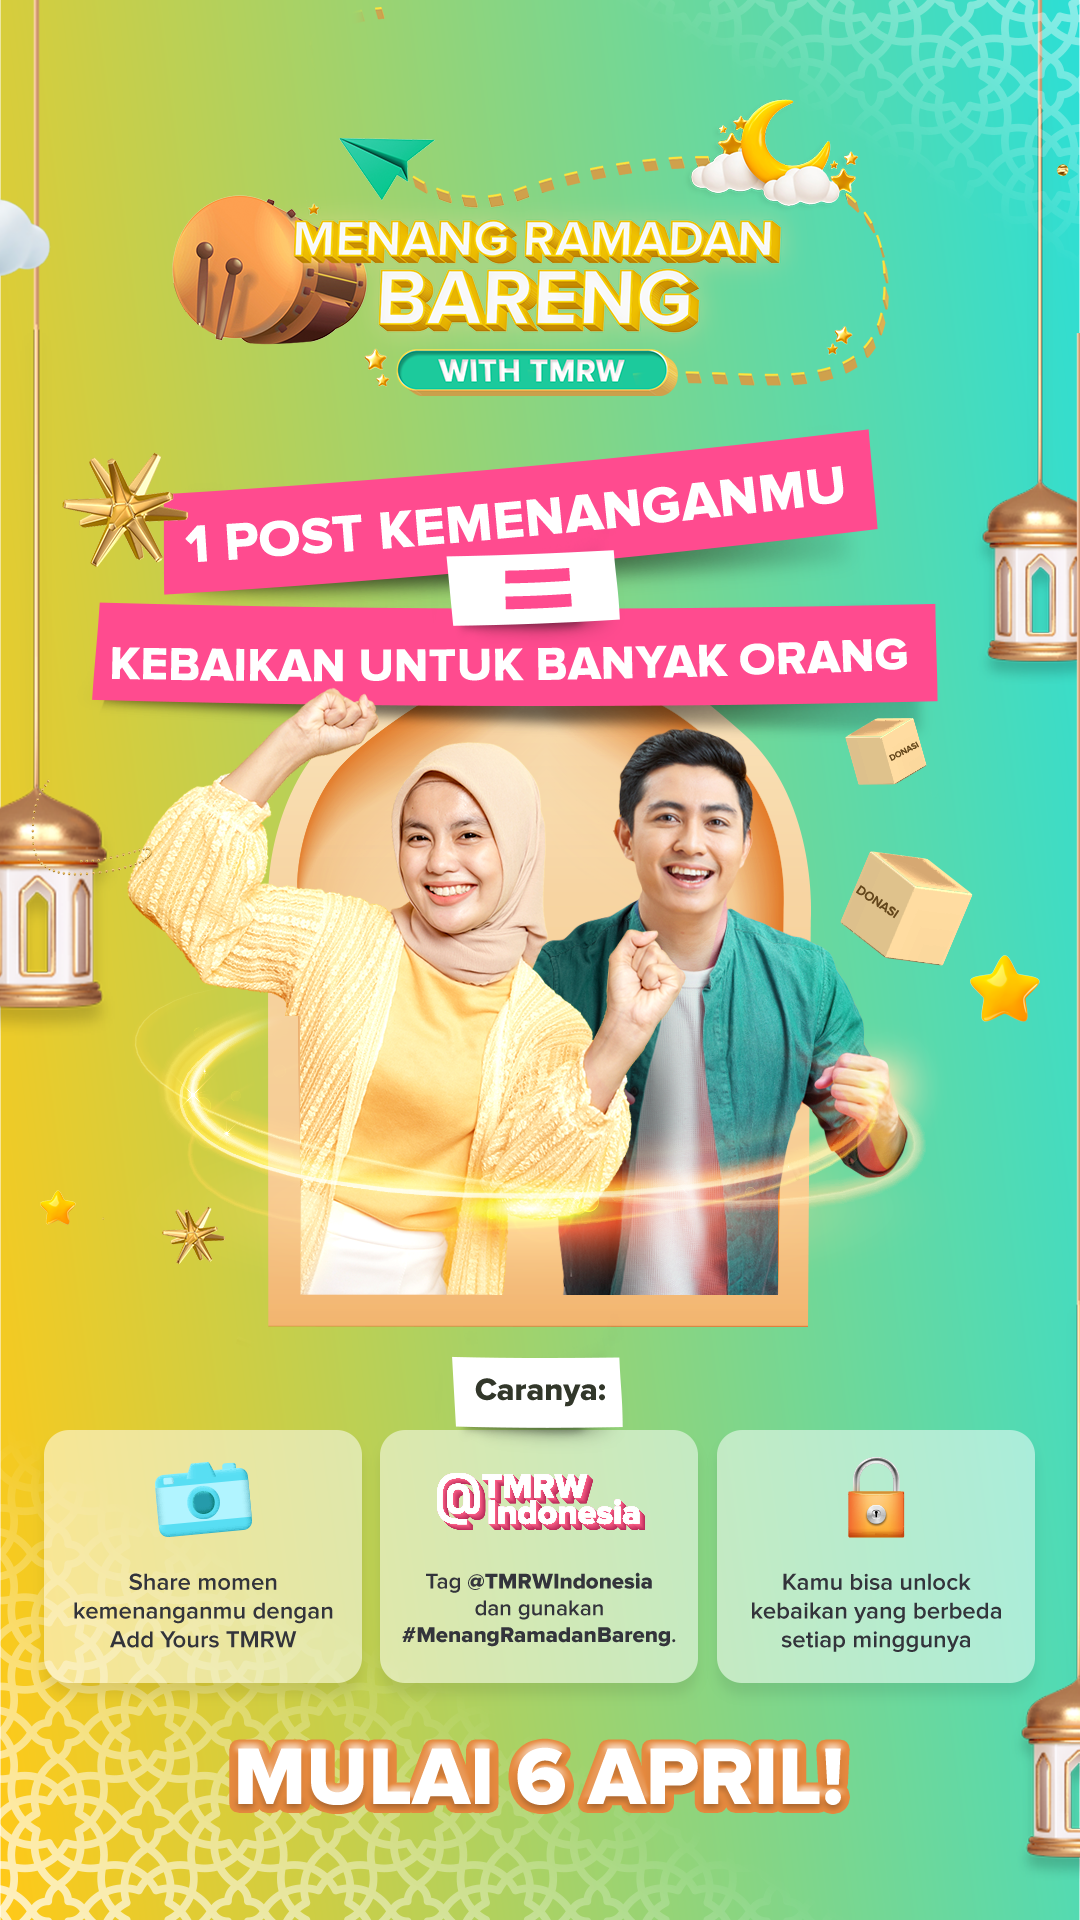 MENANG RAMADAN
BARENG
WITH TMRW
1 POST KEMENANGANMU
=
KEBAIKAN UNTUK BANYAK ORANG
DONASI
DONASI
Caranya:
Share momen
kemenanganmu dengan
Add Yours TMRW
@TMRW
Indonesia
Tag @TMRWIndonesia
dan gunakan
#MenangRamadanBareng.
Kamu bisa unlock
kebaikan yang berbeda
setiap minggunya
MULAI 6 APRIL!